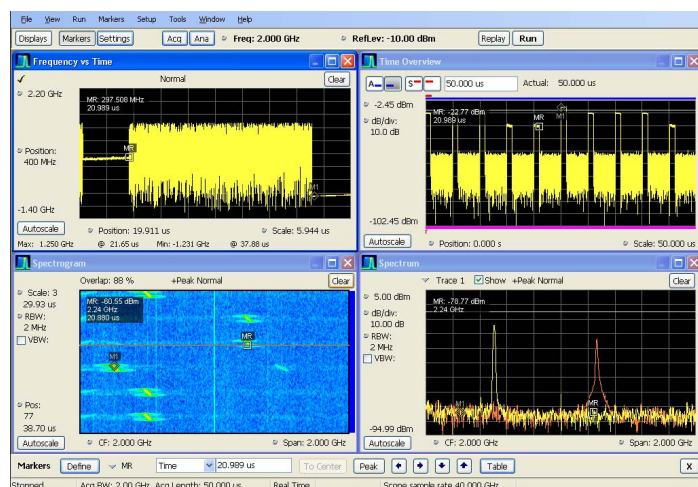 File View Run Markers Setup Tools Window Help
Displays Markers Settings Acq Ana Freq: 2.000 GHz RefLev: -10.00 dBm Replay Run
Frequency vs Time
Normal Clear
2.20 GHz
MR: 297.508 MHz
20.989 us
MR
Position:
400 MHz
M1
-1.40 GHz
Autoscale Position: 19.911 us Scale: 5.944 us
Max: 1.250 GHz @ 21.65 us Min: -1.231 GHz @ 37.88 us
Time Overview
A S 50.000 us Actual: 50.000 us
-2.45 dBm
dB/div:
10.0 dB
MR: -22.77 dBm
20.989 us
MR M1
-102.45 dBm
Autoscale Position: 0.000 s Scale: 50.000 us
Spectrogram
Overlap: 88 % +Peak Normal Clear
Scale: 3
29.93 us
RBW:
2 MHz
VBW:
MR: -60.55 dBm
2.24 GHz
20.880 us
MR
M1
Pos:
77
38.70 us
Autoscale CF: 2.000 GHz Span: 2.000 GHz
Spectrum
Trace 1 Show +Peak Normal Clear
5.00 dBm
dB/div:
10.00 dB
RBW:
2 MHz
VBW:
MR: -78.77 dBm
2.24 GHz
M1 MR
-94.99 dBm
Autoscale CF: 2.000 GHz Span: 2.000 GHz
Markers Define MR Time 20.989 us To Center Peak Table X
Stopped Acq BW: 2.00 GHz, Acq Length: 50.000 us Real Time Scope sample rate 40.000 GHz